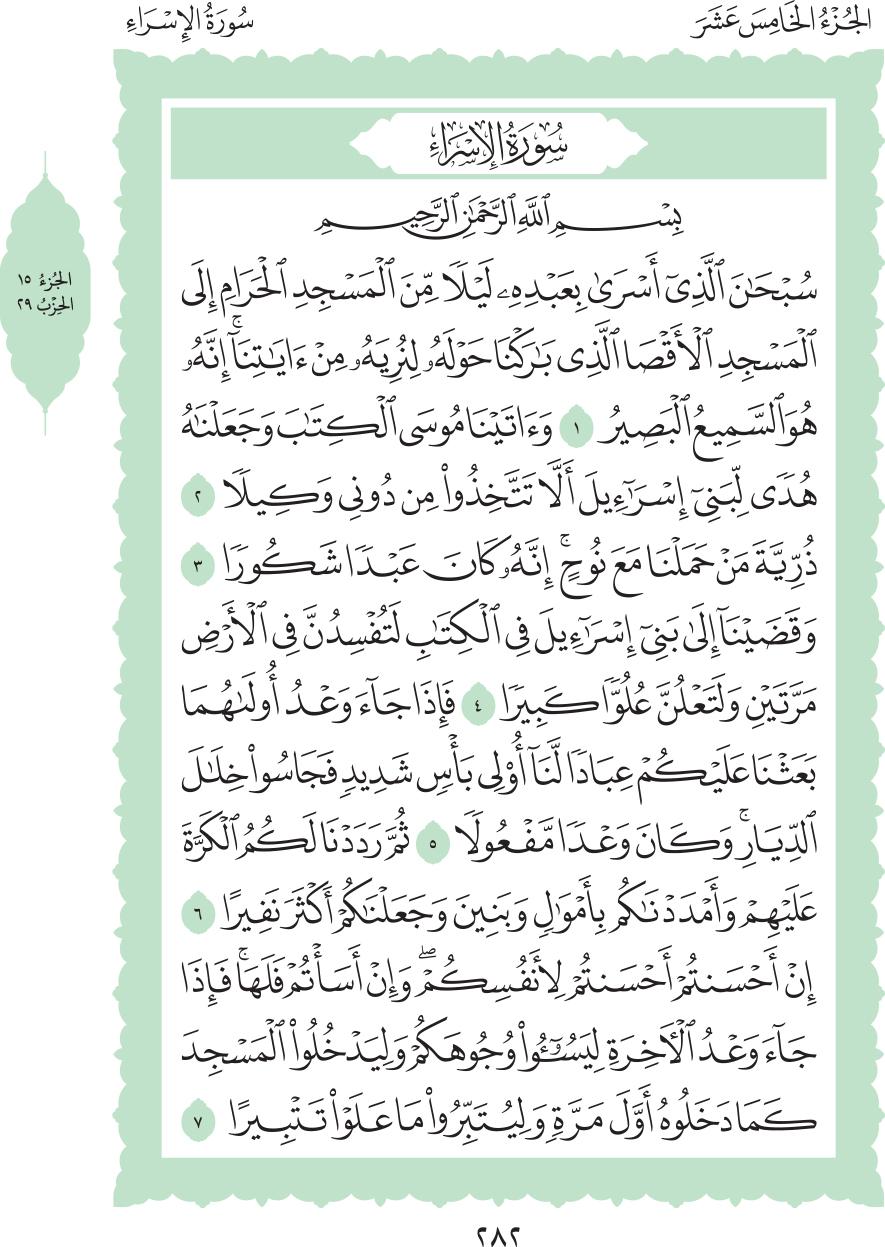 الجُزْءُ الخَامِسَ عَشَرَ
سُورَةُ الإِسْرَاءِ
سُورَةُ الإِسْرَاءِ
الجُزءُ ١٥
الحِزْبُ ٢٩
بِسْمِ ٱللَّهِ ٱلرَّحْمَٰنِ ٱلرَّحِيمِ
سُبْحَٰنَ ٱلَّذِىٓ أَسْرَىٰ بِعَبْدِهِۦ لَيْلًا مِّنَ ٱلْمَسْجِدِ ٱلْحَرَامِ إِلَى
ٱلْمَسْجِدِ ٱلْأَقْصَا ٱلَّذِى بَٰرَكْنَا حَوْلَهُۥ لِنُرِيَهُۥ مِنْ ءَايَٰتِنَآ ۚ إِنَّهُۥ
هُوَ ٱلسَّمِيعُ ٱلْبَصِيرُ ١ وَءَاتَيْنَا مُوسَى ٱلْكِتَٰبَ وَجَعَلْنَٰهُ
هُدًى لِّبَنِىٓ إِسْرَٰٓءِيلَ أَلَّا تَتَّخِذُوا۟ مِن دُونِى وَكِيلًا ٢
ذُرِّيَّةَ مَنْ حَمَلْنَا مَعَ نُوحٍ ۚ إِنَّهُۥ كَانَ عَبْدًا شَكُورًا ٣
وَقَضَيْنَآ إِلَىٰ بَنِىٓ إِسْرَٰٓءِيلَ فِى ٱلْكِتَٰبِ لَتُفْسِدُنَّ فِى ٱلْأَرْضِ
مَرَّتَيْنِ وَلَتَعْلُنَّ عُلُوًّا كَبِيرًا ٤ فَإِذَا جَآءَ وَعْدُ أُولَىٰهُمَا
بَعَثْنَا عَلَيْكُمْ عِبَادًا لَّنَآ أُو۟لِى بَأْسٍ شَدِيدٍ فَجَاسُوا۟ خِلَٰلَ
ٱلدِّيَارِ ۚ وَكَانَ وَعْدًا مَّفْعُولًا ٥ ثُمَّ رَدَدْنَا لَكُمُ ٱلْكَرَّةَ
عَلَيْهِمْ وَأَمْدَدْنَٰكُم بِأَمْوَٰلٍ وَبَنِينَ وَجَعَلْنَٰكُمْ أَكْثَرَ نَفِيرًا ٦
إِنْ أَحْسَنتُمْ أَحْسَنتُمْ لِأَنفُسِكُمْ ۖ وَإِنْ أَسَأْتُمْ فَلَهَا ۚ فَإِذَا
جَآءَ وَعْدُ ٱلْءَاخِرَةِ لِيَسُۥٓـُٔوا۟ وُجُوهَكُمْ وَلِيَدْخُلُوا۟ ٱلْمَسْجِدَ
كَمَا دَخَلُوهُ أَوَّلَ مَرَّةٍ وَلِيُتَبِّرُوا۟ مَا عَلَوْا۟ تَتْبِيرًا ٧
٢٨٢